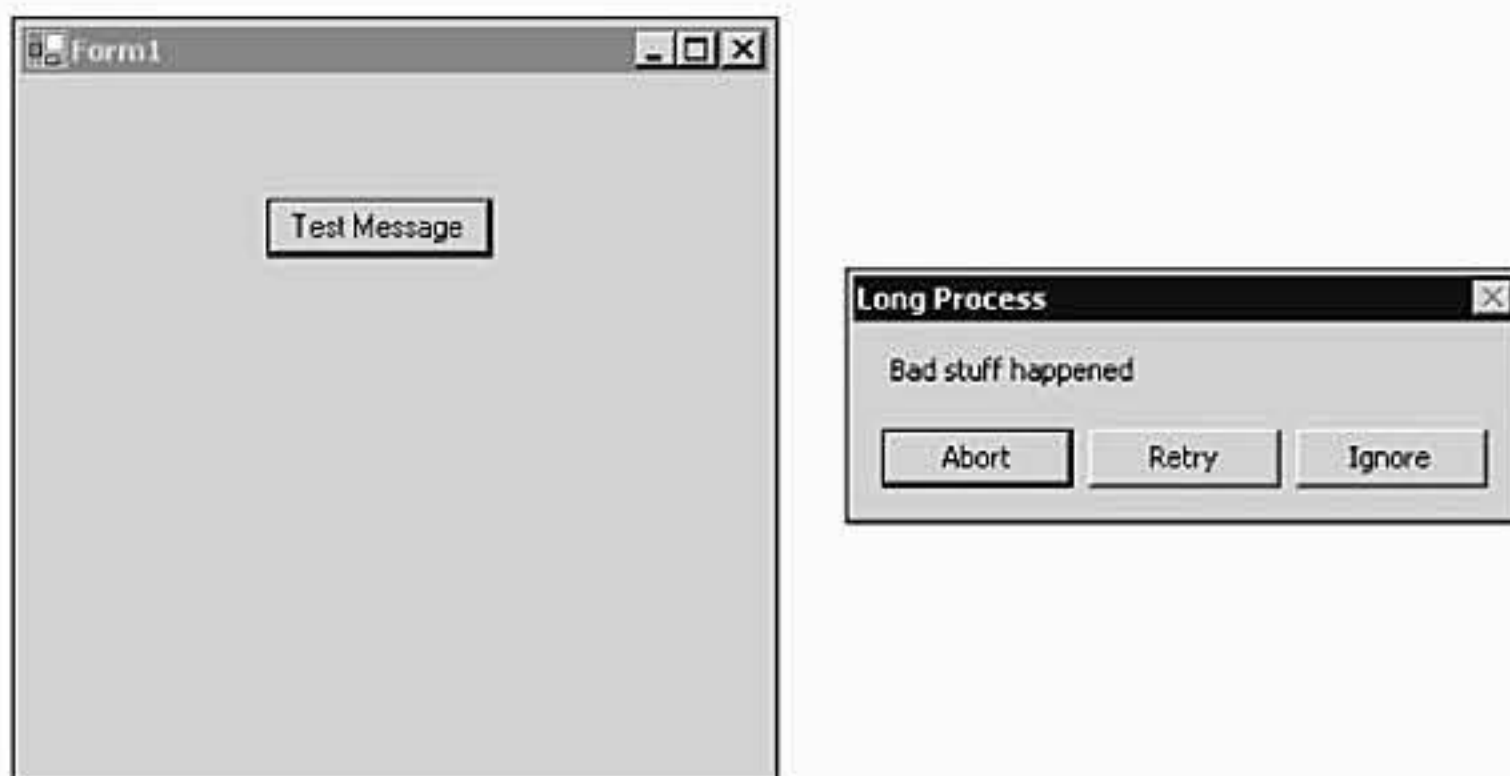 Form1
Test Message
Long Process
Bad stuff happened
Abort Retry Ignore